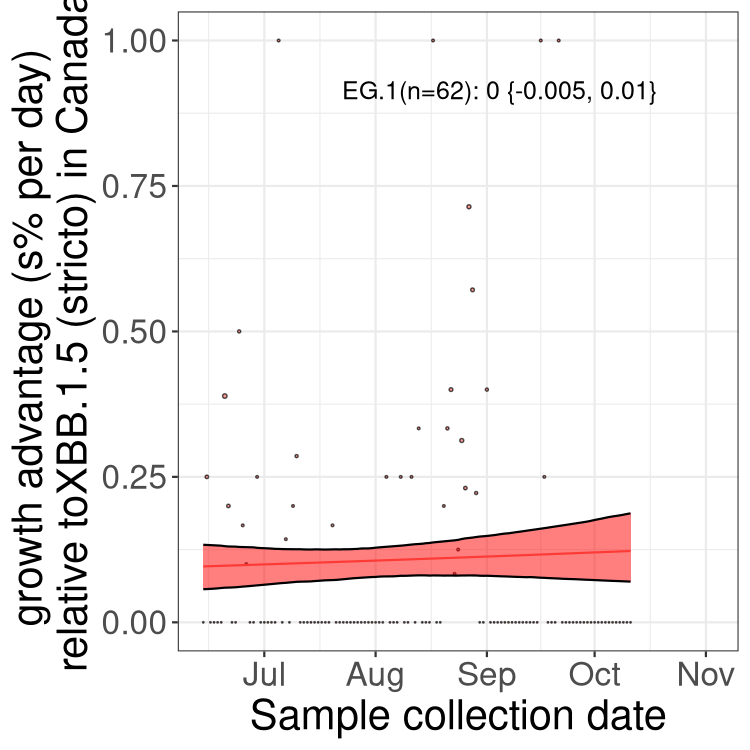 growth advantage (s% per day)
relative toXBB.1.5 (stricto) in Canada
1.00
0.75
0.50
0.25
0.00
EG.1(n=62): 0 {-0.005, 0.01}
Jul Aug Sep Oct Nov
Sample collection date